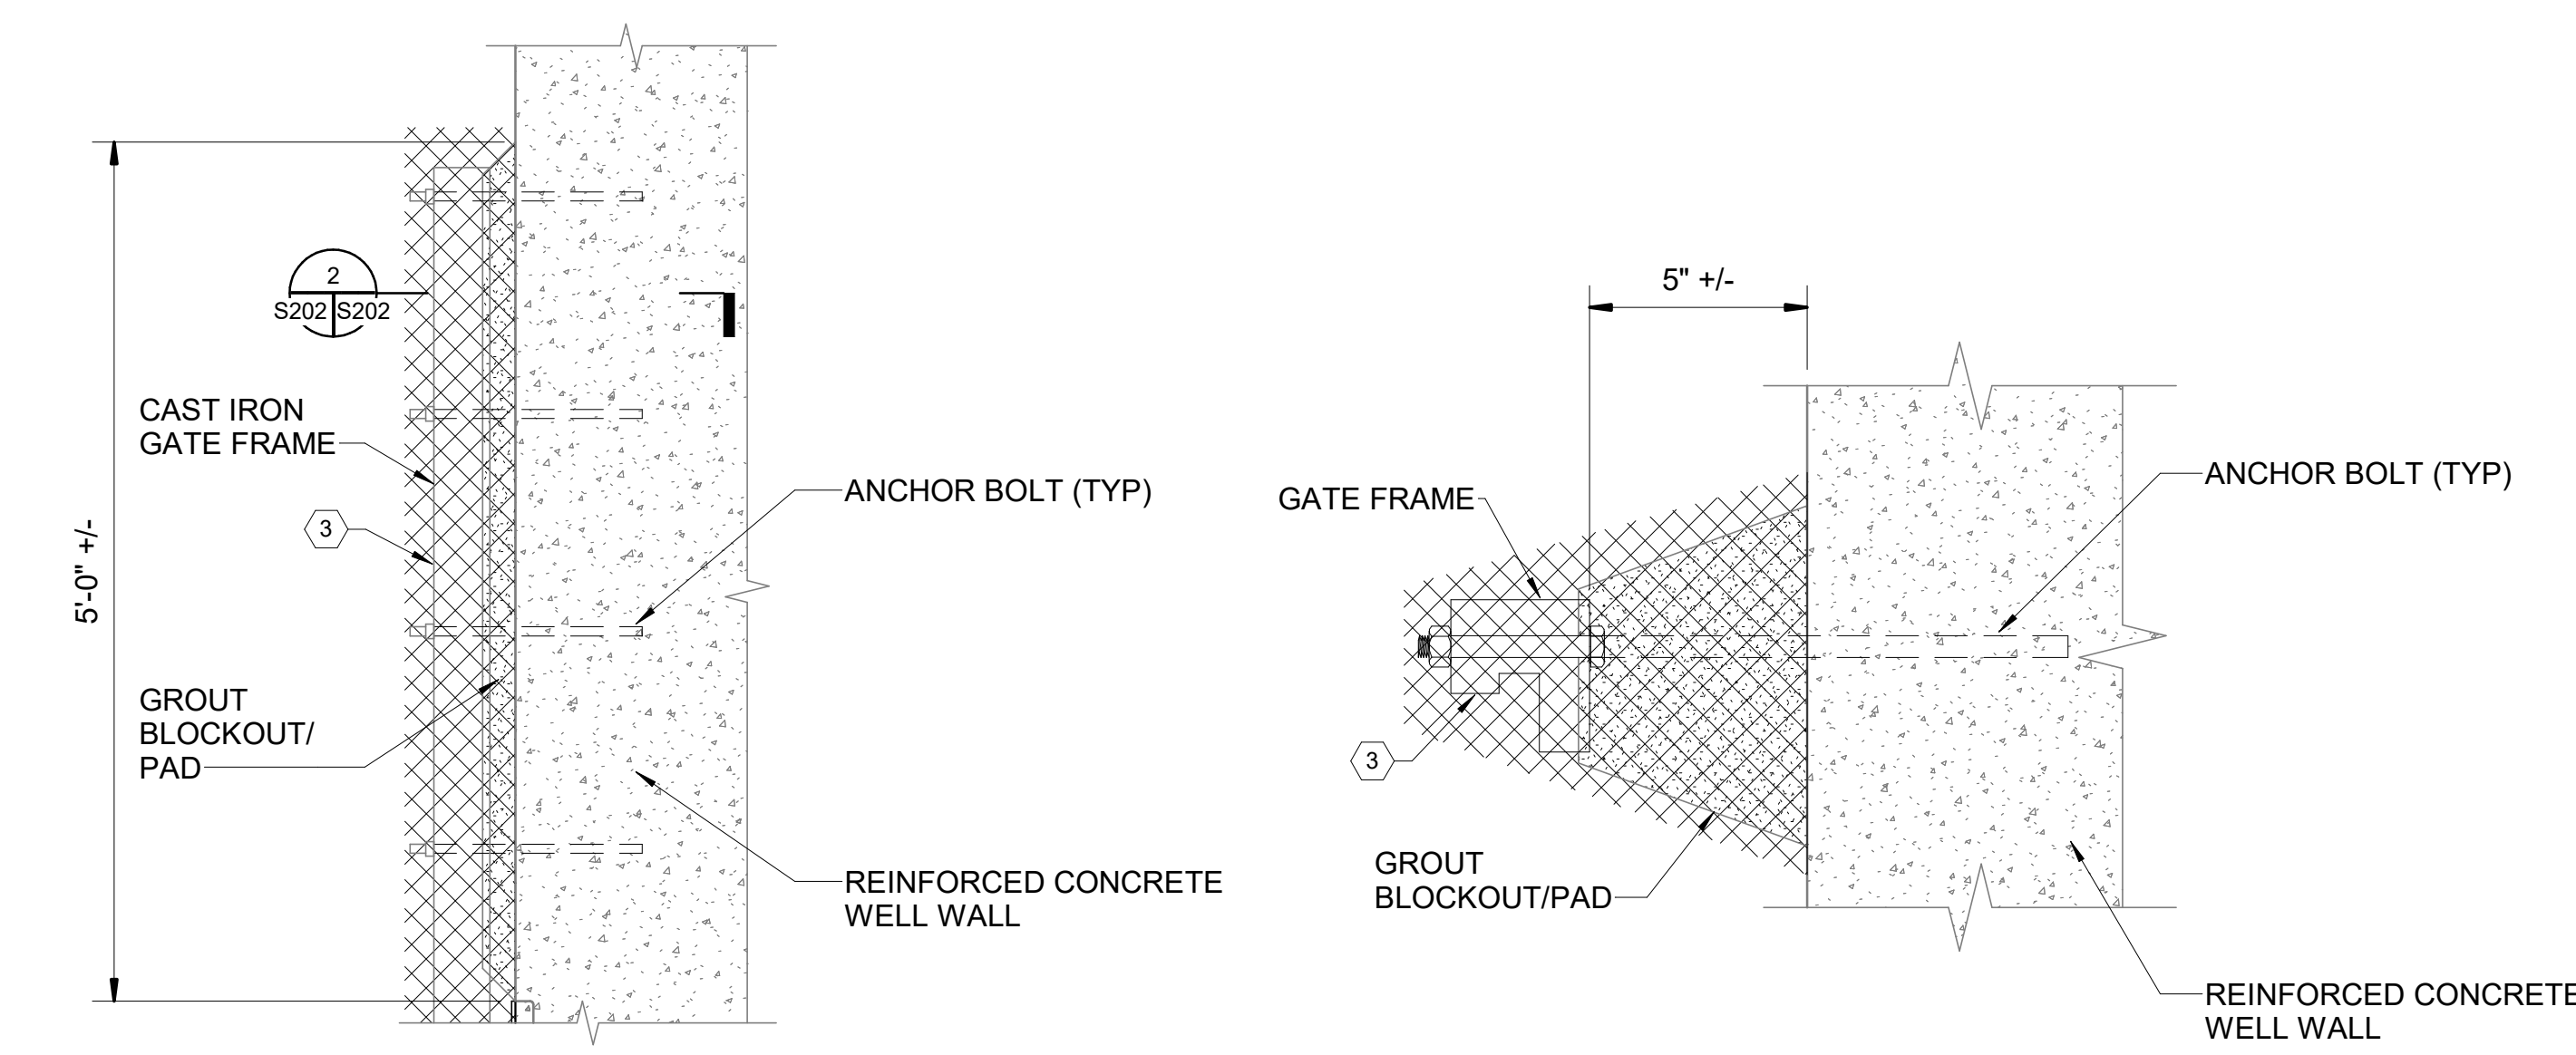 2
S202 S202
CAST IRON
GATE FRAME
3
5'-0" +/-
ANCHOR BOLT (TYP)
GROUT
BLOCKOUT/
PAD
REINFORCED CONCRETE
WELL WALL
5" +/-
GATE FRAME
ANCHOR BOLT (TYP)
3
GROUT
BLOCKOUT/PAD
REINFORCED CONCRETE
WELL WALL